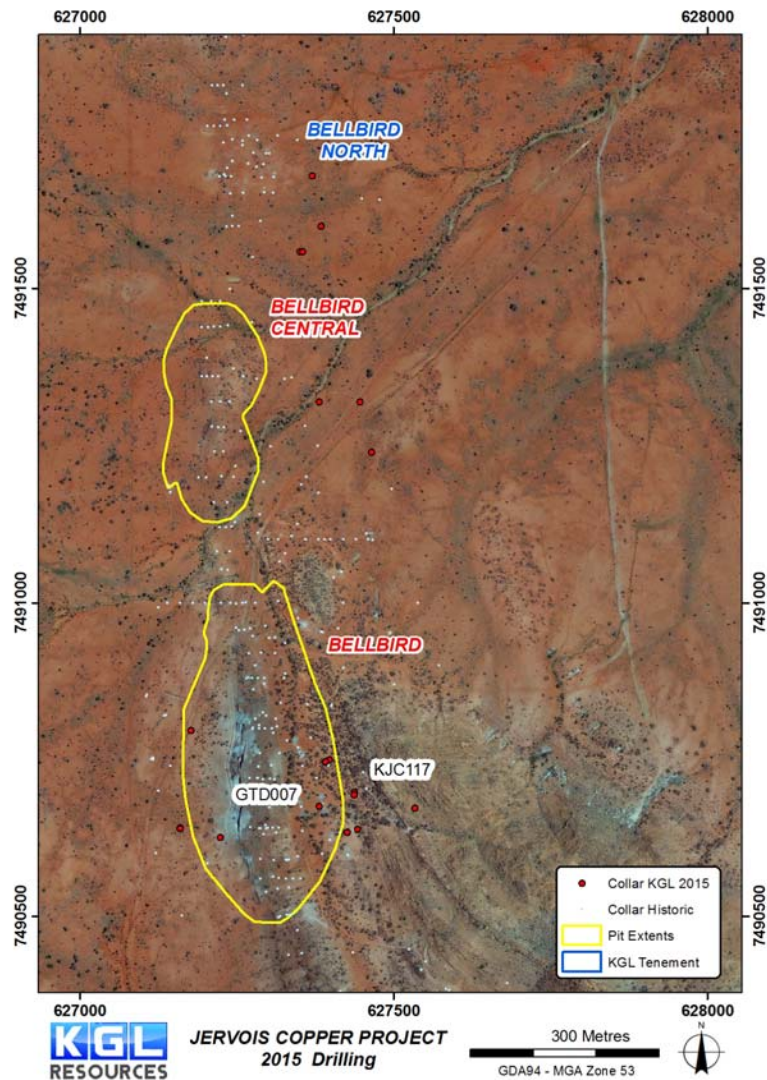 627000 627500 628000
BELLBIRD
NORTH
7491500 7491500
BELLBIRD
CENTRAL
7491000 7491000
BELLBIRD
KJC117
GTD007
Collar KGL 2015
Collar Historic
7490500 7490500
Pit Extents
KGL Tenement
627000 627500 628000
KGL
RESOURCES
JERVOIS COPPER PROJECT
2015 Drilling
300 Metres
GDA94 - MGA Zone 53
N